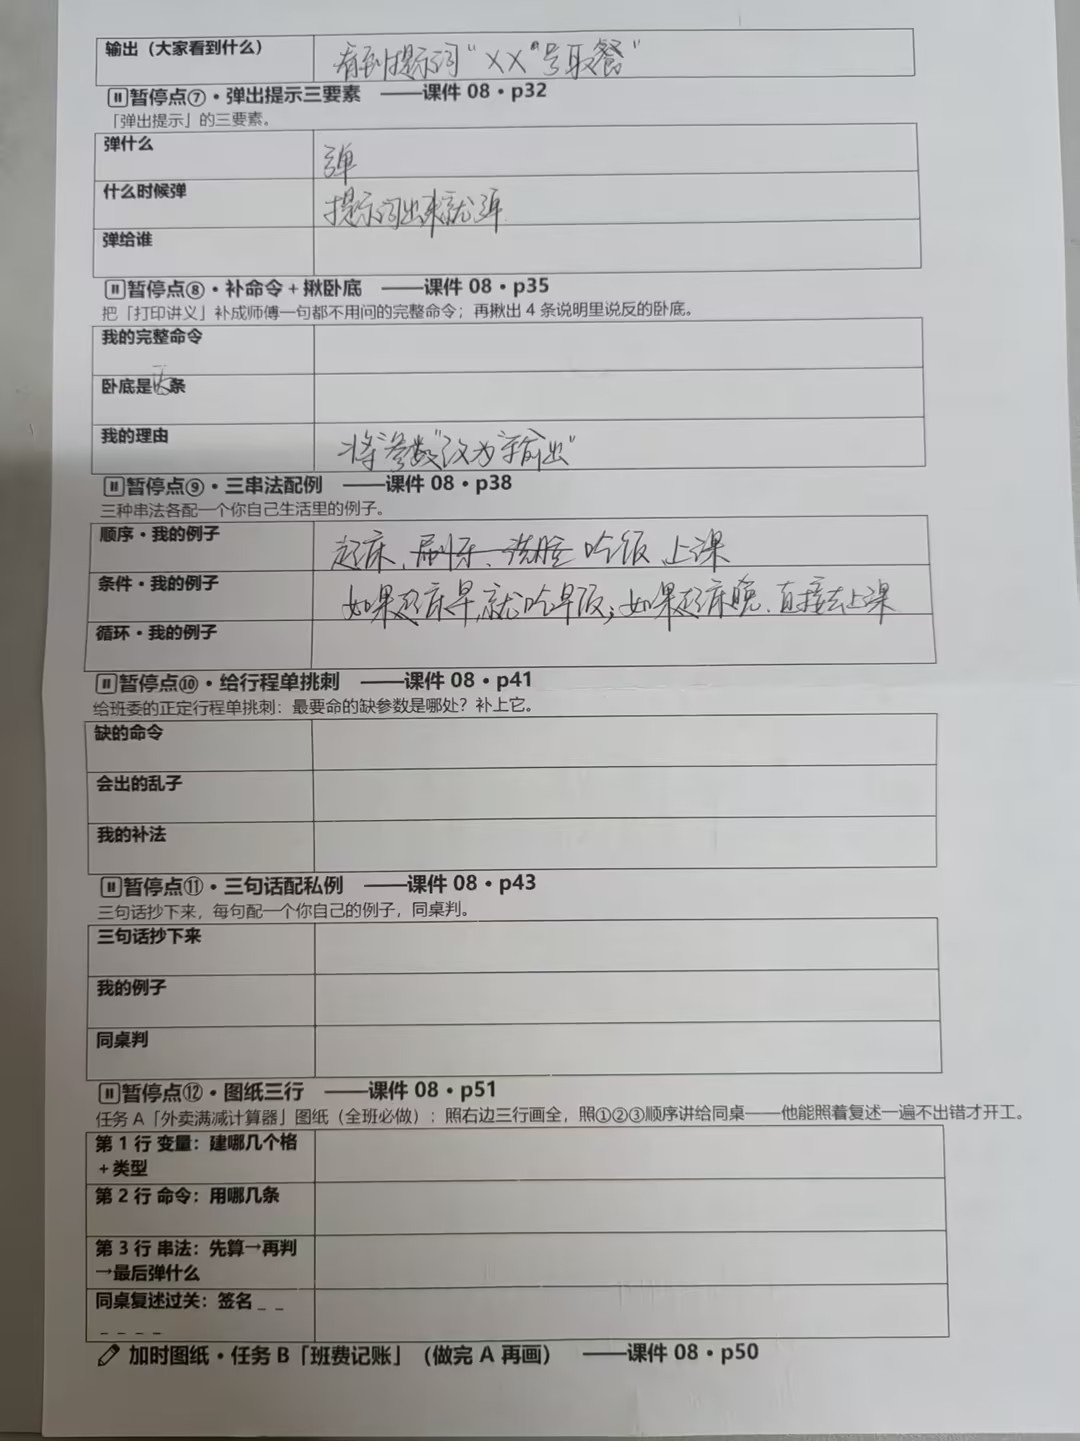 输出（大家看到什么） 看到提示词“××”号取餐”
⏸暂停点⑦·弹出提示三要素 ——课件 08·p32
「弹出提示」的三要素。
弹什么 弹
什么时候弹 提示词出来就弹
弹给谁
⏸暂停点⑧·补命令+揪卧底 ——课件 08·p35
把「打印讲义」补成师傅一句都不用问的完整命令；再揪出 4 条说明里说反的卧底。
我的完整命令
卧底是 条
我的理由 将“参数”改为“输出”
⏸暂停点⑨·三串法配例 ——课件 08·p38
三种串法各配一个你自己生活里的例子。
顺序·我的例子 起床、刷牙、洗脸 吃饭、上课
条件·我的例子 如果起床早,就吃早饭；如果起床晚、直接去上课
循环·我的例子
⏸暂停点⑩·给行程单挑刺 ——课件 08·p41
给班委的正定行程单挑刺：最要命的缺参数是哪处？补上它。
缺的命令
会出的乱子
我的补法
⏸暂停点⑪·三句话配私例 ——课件 08·p43
三句话抄下来，每句配一个你自己的例子，同桌判。
三句话抄下来
我的例子
同桌判
⏸暂停点⑫·图纸三行 ——课件 08·p51
任务 A「外卖满减计算器」图纸（全班必做）：照右边三行画全，照①②③顺序讲给同桌——他能照着复述一遍不出错才开工。
第 1 行 变量：建哪几个格
+类型
第 2 行 命令：用哪几条
第 3 行 串法：先算→再判
→最后弹什么
同桌复述过关：签名_ _
_ _ _ _
加时图纸·任务 B「班费记账」（做完 A 再画） ——课件 08·p50